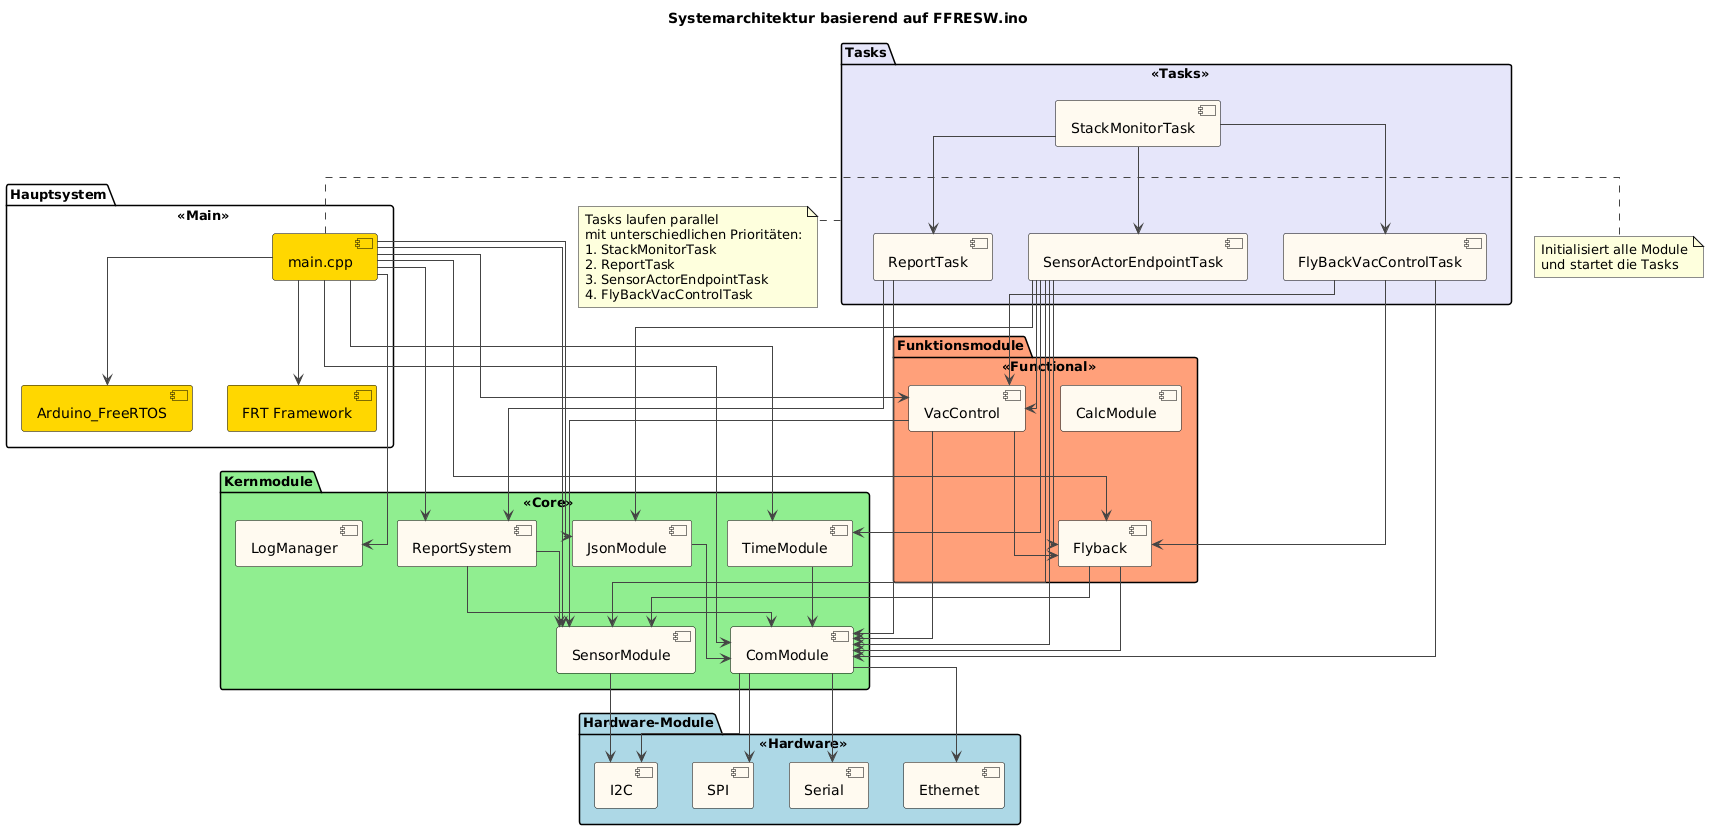 Systemarchitektur basierend auf FFRESW.ino
Tasks
«Tasks»
StackMonitorTask
Hauptsystem
«Main»
main.cpp
Tasks laufen parallel
mit unterschiedlichen Prioritäten:
1. StackMonitorTask
2. ReportTask
3. SensorActorEndpointTask
4. FlyBackVacControlTask
ReportTask
SensorActorEndpointTask
FlyBackVacControlTask
Initialisiert alle Module
und startet die Tasks
Funktionsmodule
«Functional»
Arduino_FreeRTOS
FRT Framework
VacControl
CalcModule
Kernmodule
«Core»
LogManager
ReportSystem
JsonModule
TimeModule
Flyback
SensorModule
ComModule
Hardware-Module
«Hardware»
I2C
SPI
Serial
Ethernet